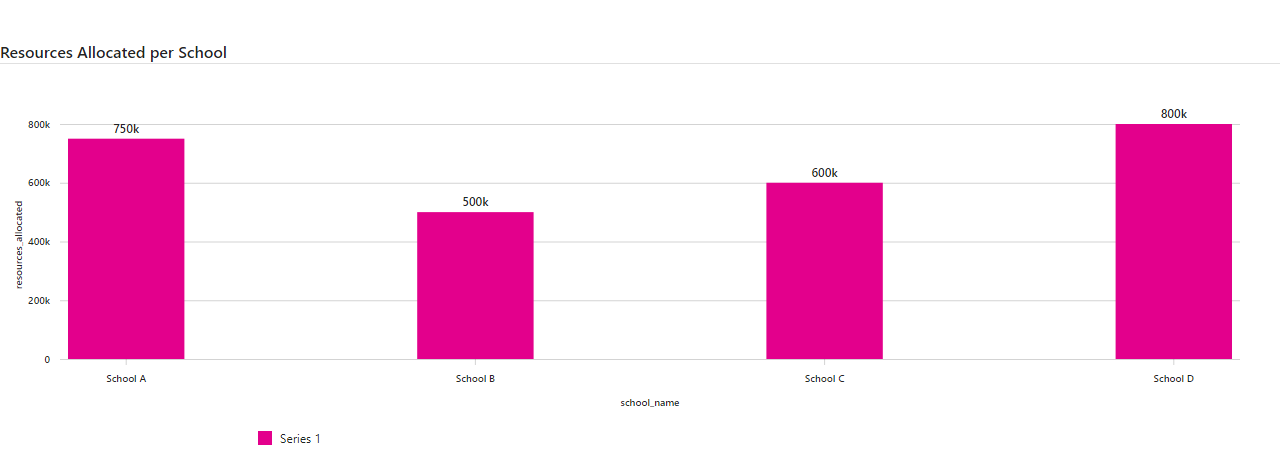 Resources Allocated per School
800k
600k
400k
200k
0
resources_allocated
750k
500k
600k
800k
School A
School B
School C
School D
school_name
Series 1